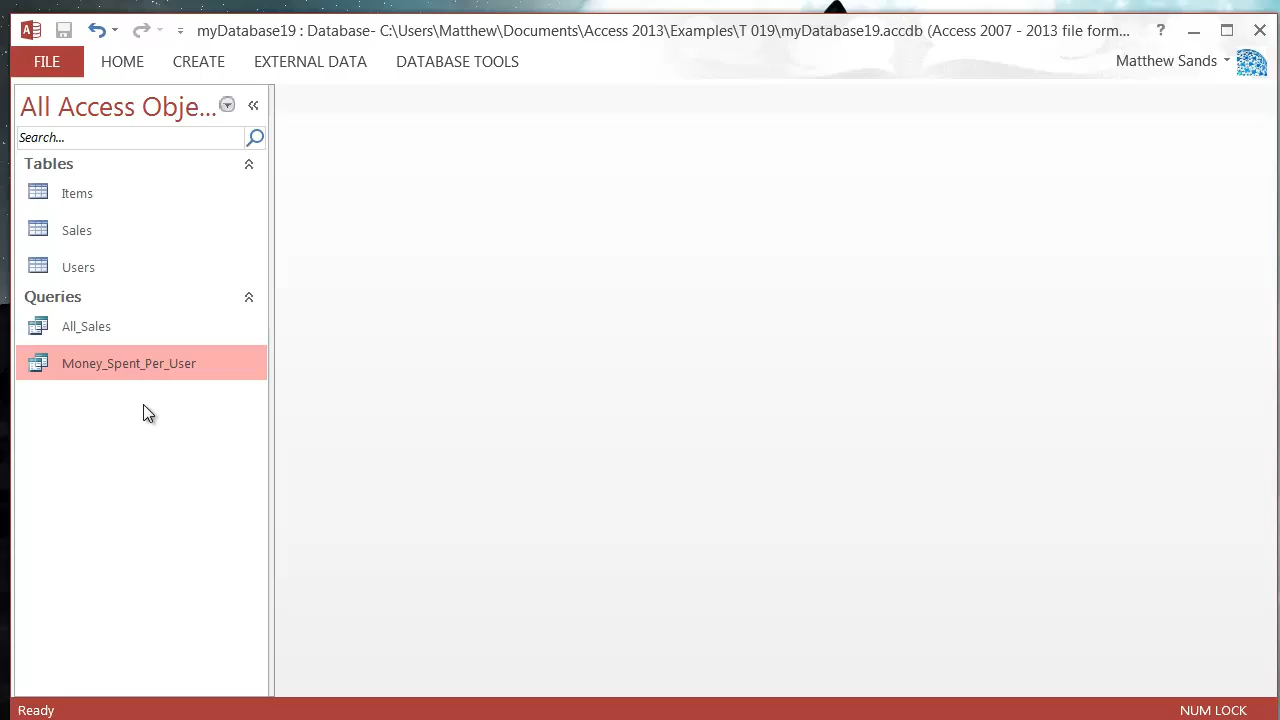 myDatabase19 : Database- C:\Users\Matthew\Documents\Access 2013\Examples\T 019\myDatabase19.accdb (Access 2007 - 2013 file form...
?
FILE HOME CREATE EXTERNAL DATA DATABASE TOOLS
Matthew Sands
All Access Obje...
Search...
Tables
Items
Sales
Users
Queries
All_Sales
Money_Spent_Per_User
Ready
NUM LOCK